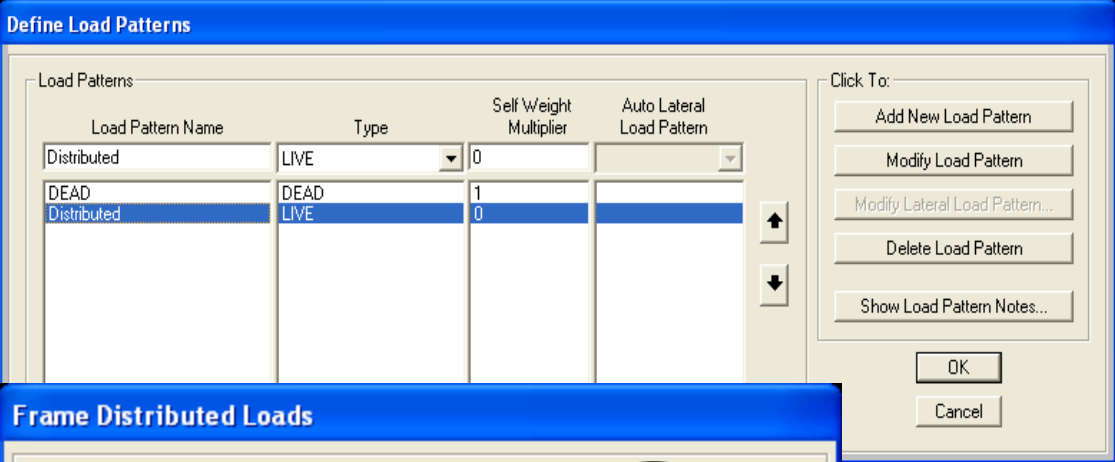 Define Load Patterns
Load Patterns
Load Pattern Name Type Self Weight Multiplier Auto Lateral Load Pattern
Distributed LIVE 0
DEAD DEAD 1
Distributed LIVE 0
Click To:
Add New Load Pattern
Modify Load Pattern
Modify Lateral Load Pattern...
Delete Load Pattern
Show Load Pattern Notes...
OK
Cancel
Frame Distributed Loads